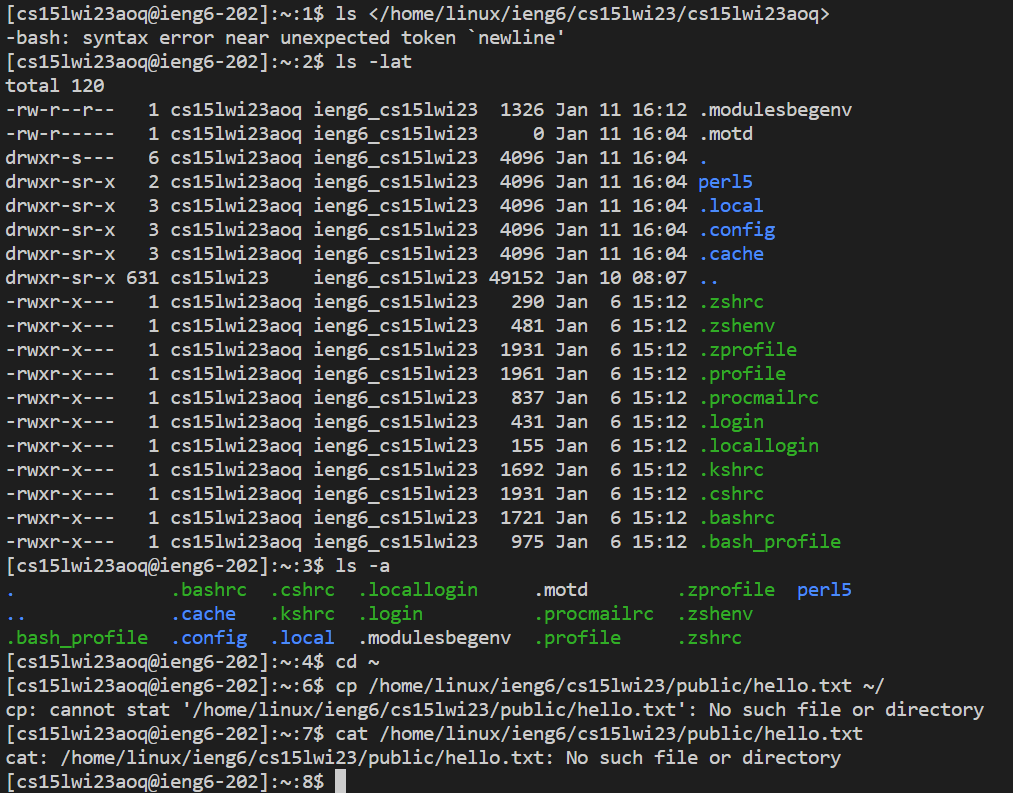 [cs15lwi23aoq@ieng6-202]:~:1$ ls </home/linux/ieng6/cs15lwi23/cs15lwi23aoq>
-bash: syntax error near unexpected token `newline'
[cs15lwi23aoq@ieng6-202]:~:2$ ls -lat
total 120
-rw-r--r--   1 cs15lwi23aoq ieng6_cs15lwi23  1326 Jan 11 16:12 .modulesbegenv
-rw-r-----   1 cs15lwi23aoq ieng6_cs15lwi23     0 Jan 11 16:04 .motd
drwxr-s---   6 cs15lwi23aoq ieng6_cs15lwi23  4096 Jan 11 16:04 .
drwxr-sr-x   2 cs15lwi23aoq ieng6_cs15lwi23  4096 Jan 11 16:04 perl5
drwxr-sr-x   3 cs15lwi23aoq ieng6_cs15lwi23  4096 Jan 11 16:04 .local
drwxr-sr-x   3 cs15lwi23aoq ieng6_cs15lwi23  4096 Jan 11 16:04 .config
drwxr-sr-x   3 cs15lwi23aoq ieng6_cs15lwi23  4096 Jan 11 16:04 .cache
drwxr-sr-x 631 cs15lwi23    ieng6_cs15lwi23 49152 Jan 10 08:07 ..
-rwxr-x---   1 cs15lwi23aoq ieng6_cs15lwi23   290 Jan  6 15:12 .zshrc
-rwxr-x---   1 cs15lwi23aoq ieng6_cs15lwi23   481 Jan  6 15:12 .zshenv
-rwxr-x---   1 cs15lwi23aoq ieng6_cs15lwi23  1931 Jan  6 15:12 .zprofile
-rwxr-x---   1 cs15lwi23aoq ieng6_cs15lwi23  1961 Jan  6 15:12 .profile
-rwxr-x---   1 cs15lwi23aoq ieng6_cs15lwi23   837 Jan  6 15:12 .procmailrc
-rwxr-x---   1 cs15lwi23aoq ieng6_cs15lwi23   431 Jan  6 15:12 .login
-rwxr-x---   1 cs15lwi23aoq ieng6_cs15lwi23   155 Jan  6 15:12 .locallogin
-rwxr-x---   1 cs15lwi23aoq ieng6_cs15lwi23  1692 Jan  6 15:12 .kshrc
-rwxr-x---   1 cs15lwi23aoq ieng6_cs15lwi23  1931 Jan  6 15:12 .cshrc
-rwxr-x---   1 cs15lwi23aoq ieng6_cs15lwi23  1721 Jan  6 15:12 .bashrc
-rwxr-x---   1 cs15lwi23aoq ieng6_cs15lwi23   975 Jan  6 15:12 .bash_profile
[cs15lwi23aoq@ieng6-202]:~:3$ ls -a
.              .bashrc  .cshrc  .locallogin     .motd        .zprofile  perl5
..             .cache   .kshrc  .login          .procmailrc  .zshenv
.bash_profile  .config  .local  .modulesbegenv  .profile     .zshrc
[cs15lwi23aoq@ieng6-202]:~:4$ cd ~
[cs15lwi23aoq@ieng6-202]:~:6$ cp /home/linux/ieng6/cs15lwi23/public/hello.txt ~/
cp: cannot stat '/home/linux/ieng6/cs15lwi23/public/hello.txt': No such file or directory
[cs15lwi23aoq@ieng6-202]:~:7$ cat /home/linux/ieng6/cs15lwi23/public/hello.txt
cat: /home/linux/ieng6/cs15lwi23/public/hello.txt: No such file or directory
[cs15lwi23aoq@ieng6-202]:~:8$